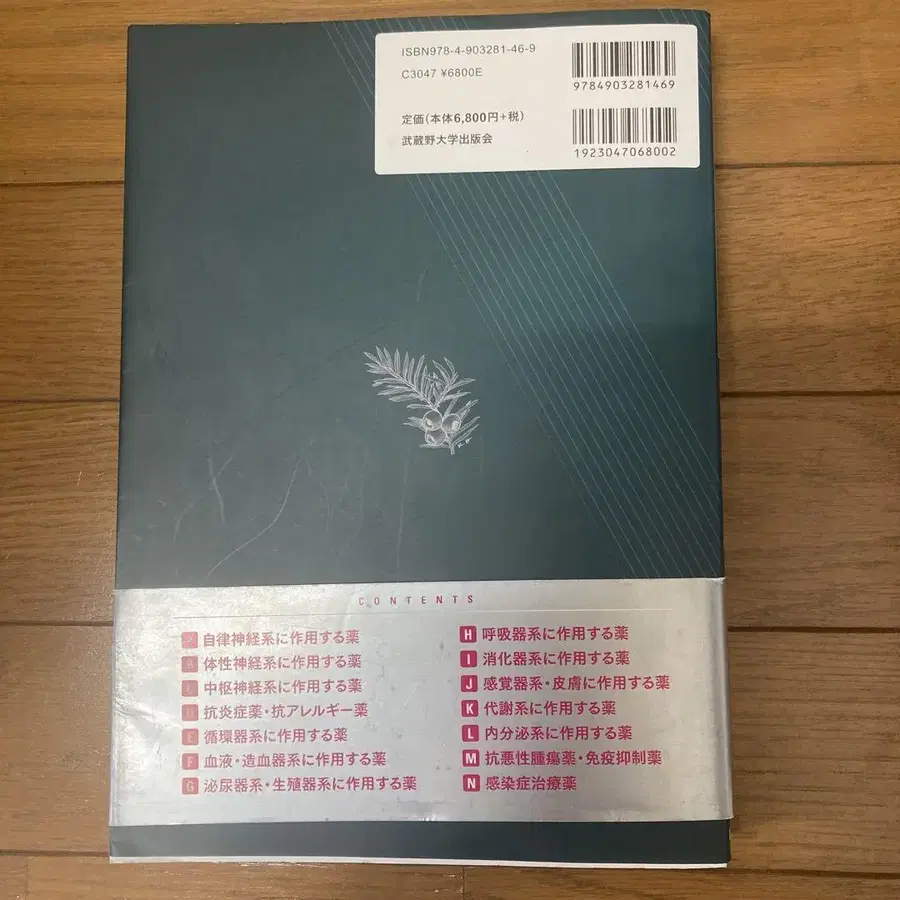 ISBN978-4-903281-46-9
C3047 ¥6800E
定価(本体6,800円+税)
武蔵野大学出版会
9784903281469
1923047068002
CONTENTS
自律神経系に作用する薬
体性神経系に作用する薬
中枢神経系に作用する薬
D 抗炎症薬・抗アレルギー薬
E 循環器系に作用する薬
F 血液・造血器系に作用する薬
G 泌尿器系・生殖器系に作用する薬
H 呼吸器系に作用する薬
I 消化器系に作用する薬
J 感覚器系・皮膚に作用する薬
K 代謝系に作用する薬
L 内分泌系に作用する薬
M 抗悪性腫瘍薬・免疫抑制薬
N 感染症治療薬